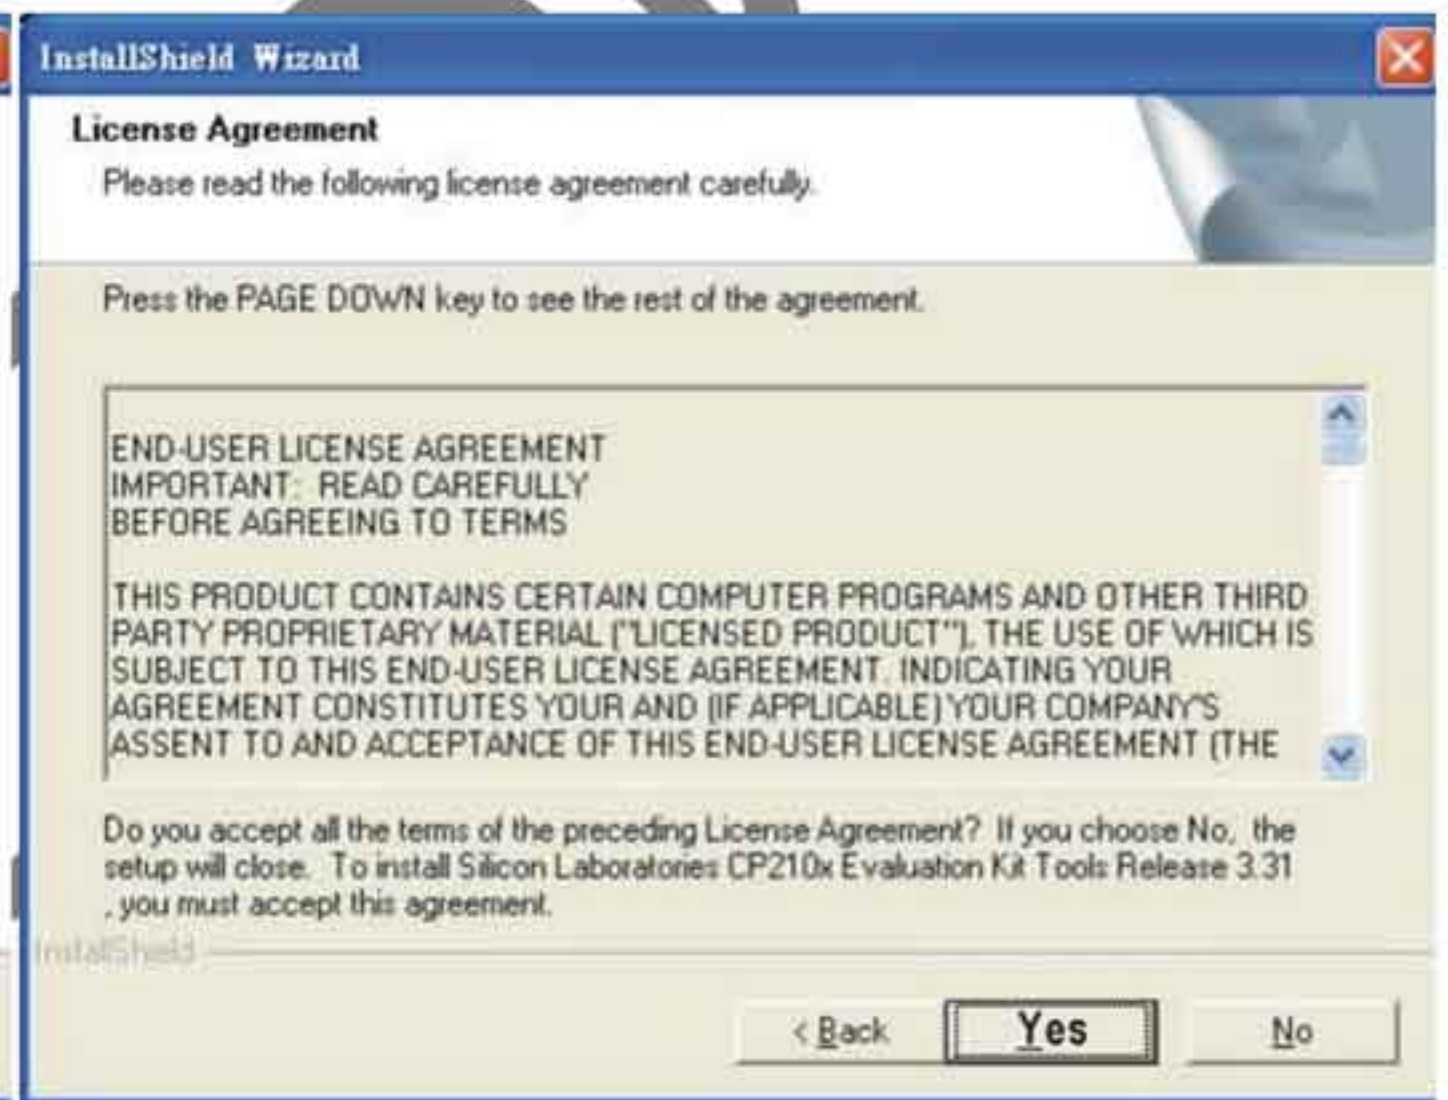 InstallShield Wizard
License Agreement
Please read the following license agreement carefully.
Press the PAGE DOWN key to see the rest of the agreement.
END-USER LICENSE AGREEMENT
IMPORTANT:  READ CAREFULLY
BEFORE AGREEING TO TERMS
THIS PRODUCT CONTAINS CERTAIN COMPUTER PROGRAMS AND OTHER THIRD
PARTY PROPRIETARY MATERIAL ("LICENSED PRODUCT"), THE USE OF WHICH IS
SUBJECT TO THIS END-USER LICENSE AGREEMENT. INDICATING YOUR
AGREEMENT CONSTITUTES YOUR AND (IF APPLICABLE) YOUR COMPANY'S
ASSENT TO AND ACCEPTANCE OF THIS END-USER LICENSE AGREEMENT (THE
Do you accept all the terms of the preceding License Agreement?  If you choose No,  the
setup will close.  To install Silicon Laboratories CP210x Evaluation Kit Tools Release 3.31
, you must accept this agreement.
InstallShield
< Back
Yes
No